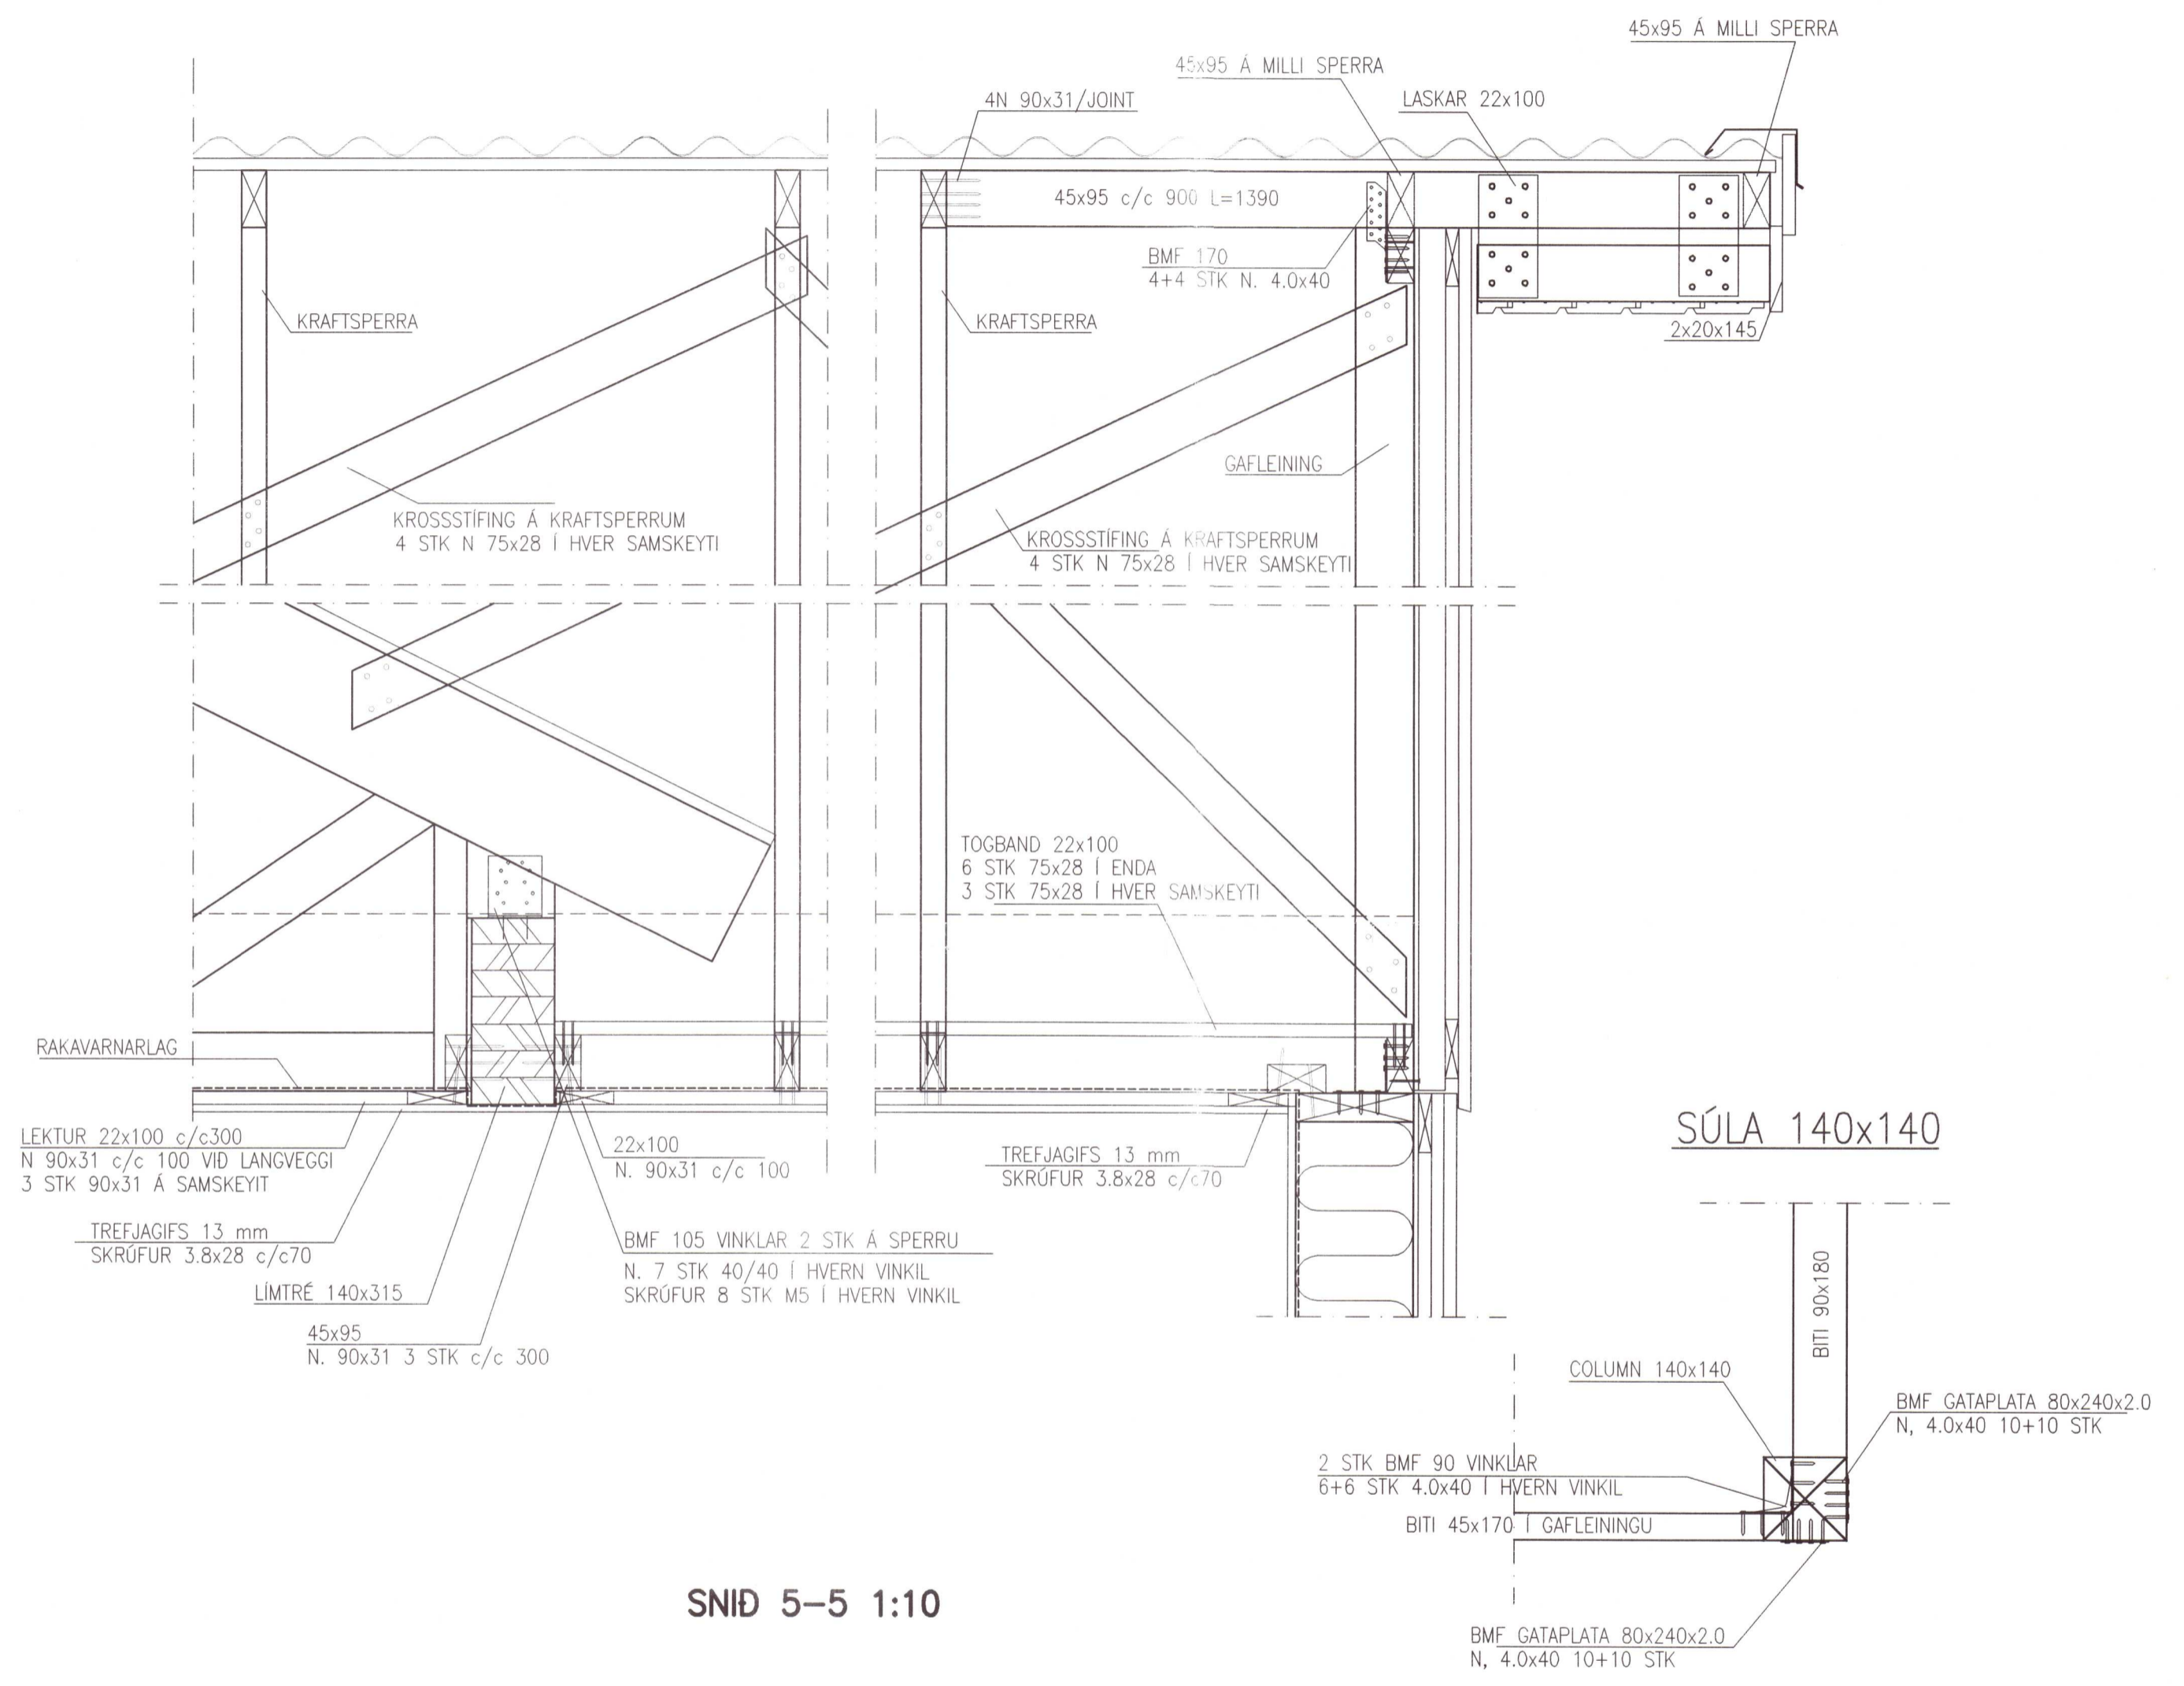 45x95 Á MILLI SPERRA
45x95 Á MILLI SPERRA
4N 90x31/JOINT
LASKAR 22x100
45x95 c/c 900 L=1390
BMF 170
4+4 STK N. 4.0x40
KRAFTSPERRA
KRAFTSPERRA
2x20x145
GAFLEINING
KROSSSTÍFING Á KRAFTSPERRUM
4 STK N 75x28 Í HVER SAMSKEYTI
KROSSSTÍFING Á KRAFTSPERRUM
4 STK N 75x28 Í HVER SAMSKEYTI
TOGBAND 22x100
6 STK 75x28 Í ENDA
3 STK 75x28 Í HVER SAMSKEYTI
RAKAVARNARLAG
LEKTUR 22x100 c/c300
N 90x31 c/c 100 VIÐ LANGVEGGI
3 STK 90x31 Á SAMSKEYIT
22x100
N. 90x31 c/c 100
TREFJAGIFS 13 mm
SKRÚFUR 3.8x28 c/c70
SÚLA 140x140
TREFJAGIFS 13 mm
SKRÚFUR 3.8x28 c/c70
BMF 105 VINKLAR 2 STK Á SPERRU
N. 7 STK 40/40 Í HVERN VINKIL
SKRÚFUR 8 STK M5 Í HVERN VINKIL
LÍMTRÉ 140x315
45x95
N. 90x31 3 STK c/c 300
BITI 90x180
COLUMN 140x140
BMF GATAPLATA 80x240x2.0
N, 4.0x40 10+10 STK
2 STK BMF 90 VINKLAR
6+6 STK 4.0x40 Í HVERN VINKIL
BITI 45x170 Í GAFLEININGU
SNIÐ 5-5 1:10
BMF GATAPLATA 80x240x2.0
N, 4.0x40 10+10 STK